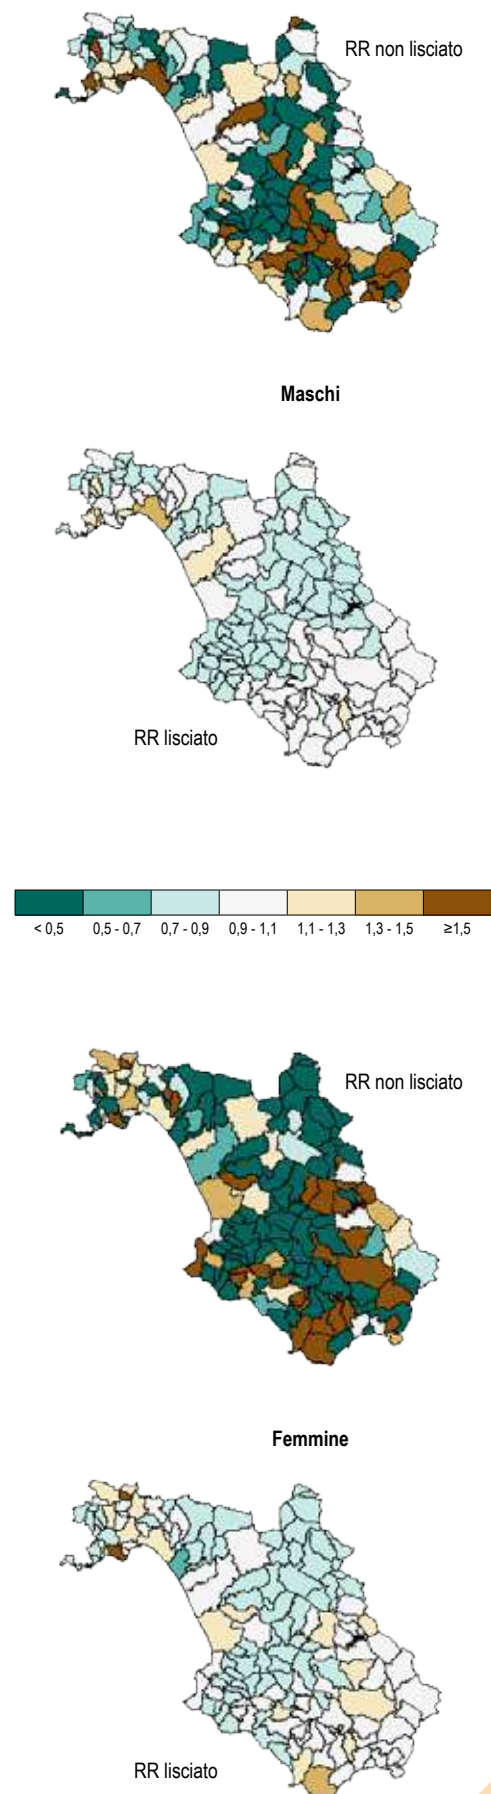 RR non lisciato
Maschi
RR lisciato
< 0,5 0,5 - 0,7 0,7 - 0,9 0,9 - 1,1 1,1 - 1,3 1,3 - 1,5 ≥1,5
RR non lisciato
Femmine
RR lisciato